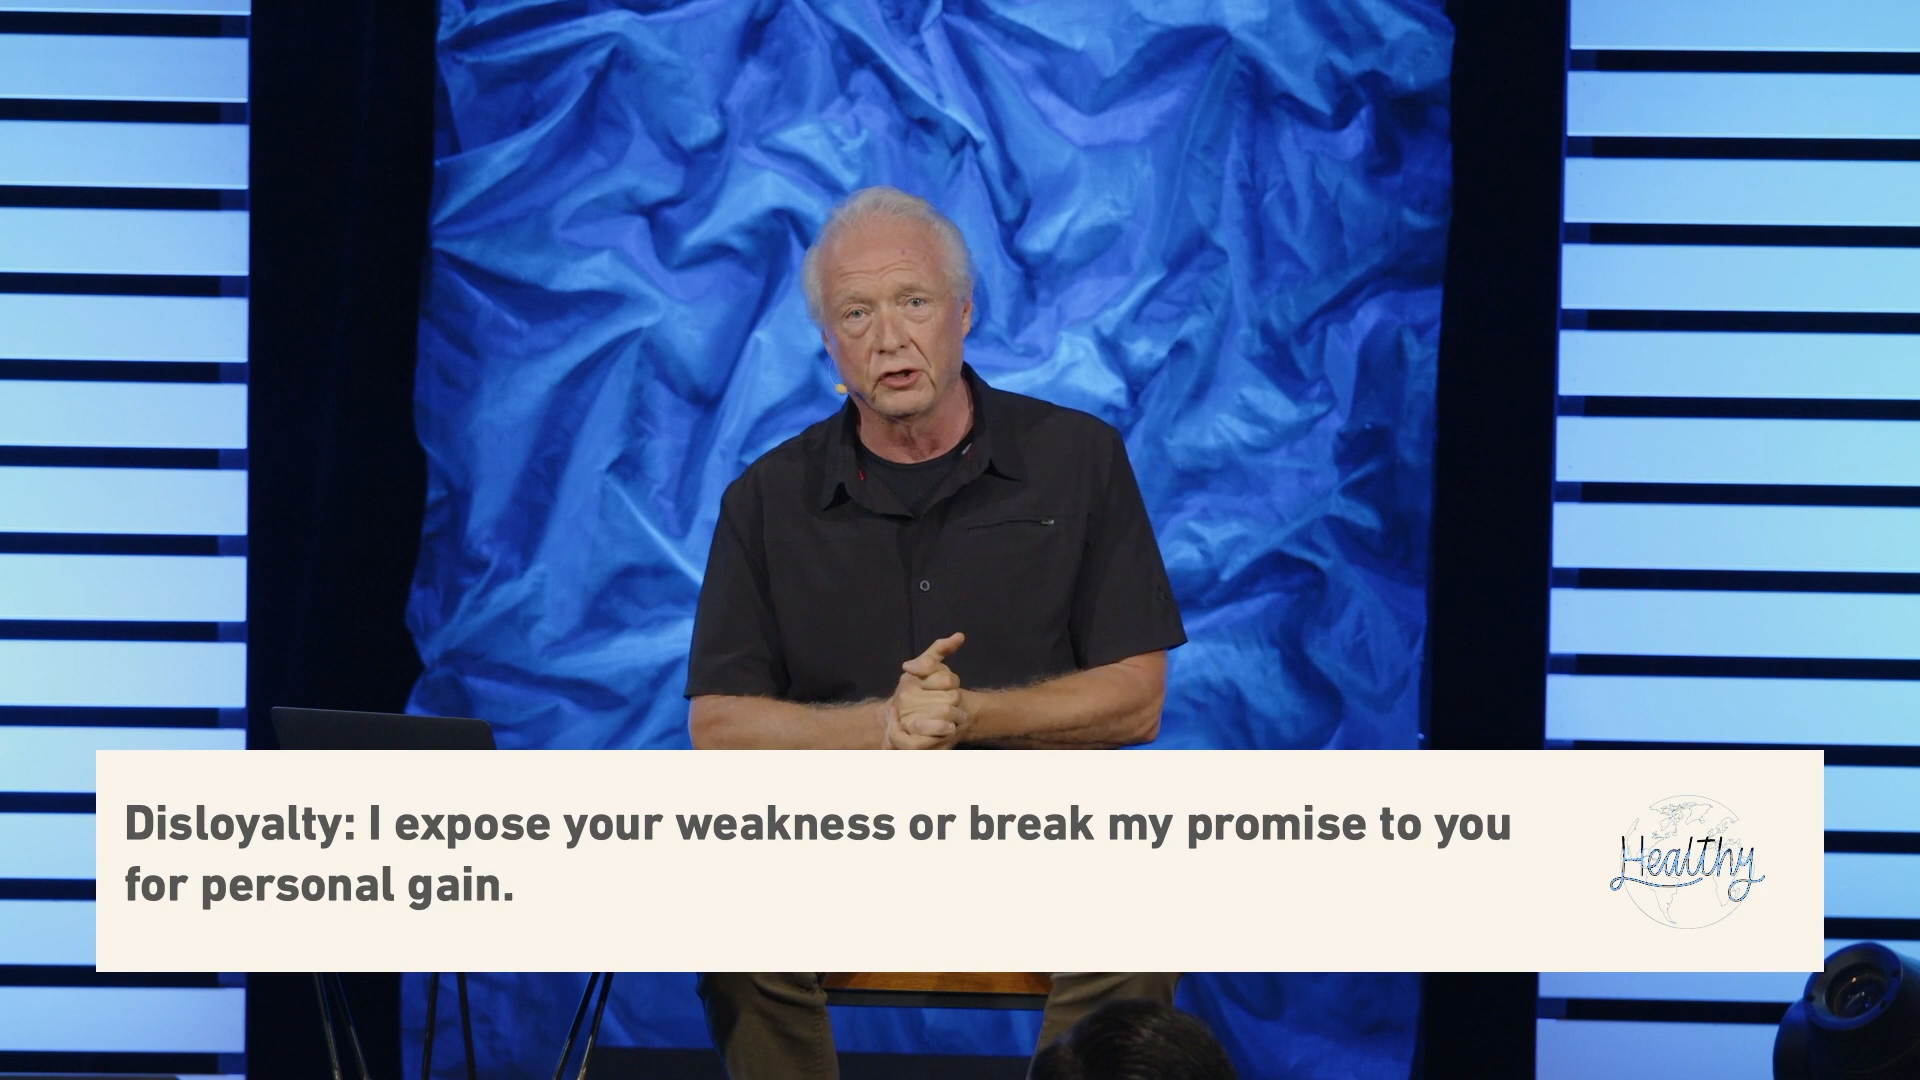 Disloyalty: I expose your weakness or break my promise to you
for personal gain.
Healthy